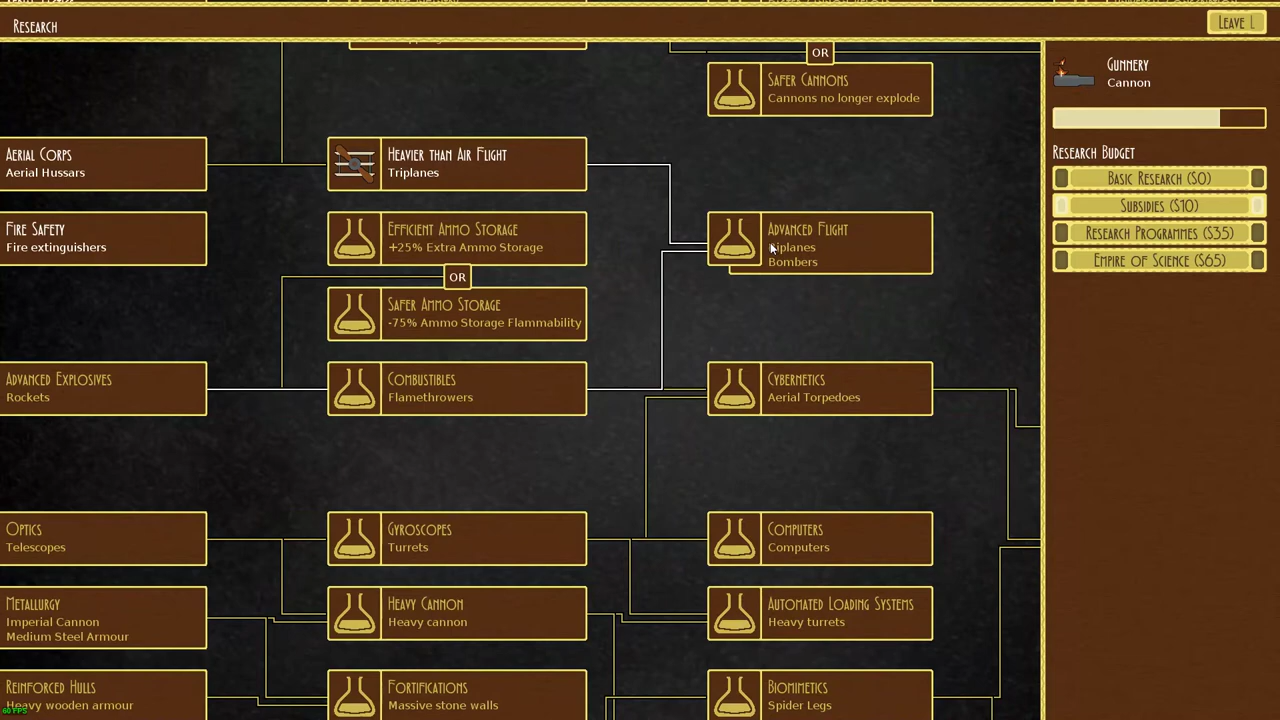 Research
Leave
OR
Safer Cannons
Cannons no longer explode
Gunnery
Cannon
Aerial Corps
Aerial Hussars
Heavier than Air Flight
Triplanes
Research Budget
Basic Research ($0)
Subsidies ($10)
Research Programmes ($35)
Empire of Science ($65)
Fire Safety
Fire extinguishers
Efficient Ammo Storage
+25% Extra Ammo Storage
Advanced Flight
Biplanes
Bombers
OR
Safer Ammo Storage
-75% Ammo Storage Flammability
Advanced Explosives
Rockets
Combustibles
Flamethrowers
Cybernetics
Aerial Torpedoes
Optics
Telescopes
Gyroscopes
Turrets
Computers
Computers
Metallurgy
Imperial Cannon
Medium Steel Armour
Heavy Cannon
Heavy cannon
Automated Loading Systems
Heavy turrets
Reinforced Hulls
Heavy wooden armour
Fortifications
Massive stone walls
Biomimetics
Spider Legs
60 FPS